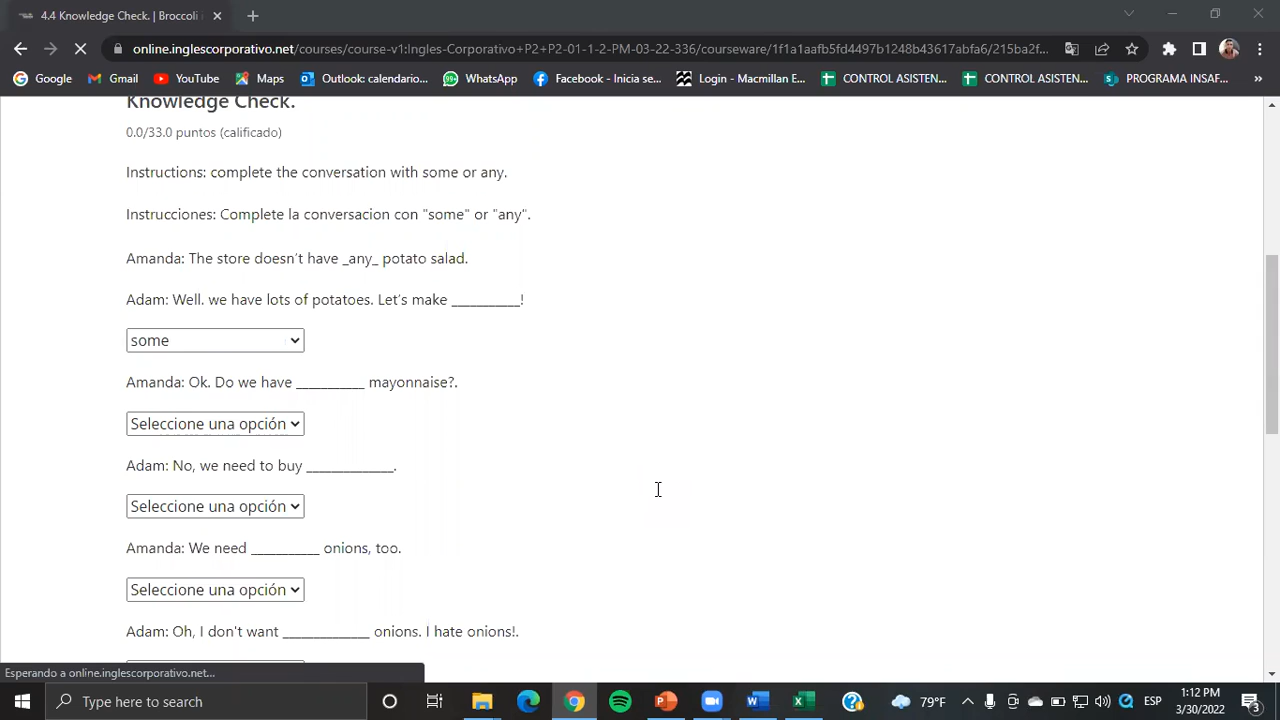 4.4 Knowledge Check. | Broccoli
online.inglescorporativo.net/courses/course-v1:Ingles-Corporativo+P2+P2-01-1-2-PM-03-22-336/courseware/1f1a1aafb5fd4497b1248b43617abfa6/215ba2f...
Google Gmail YouTube Maps Outlook: calendario... WhatsApp Facebook - Inicia se... Login - Macmillan E... CONTROL ASISTEN... CONTROL ASISTEN... PROGRAMA INSAF... »
Knowledge Check.
0.0/33.0 puntos (calificado)
Instructions: complete the conversation with some or any.
Instrucciones: Complete la conversacion con "some" or "any".
Amanda: The store doesn't have _any_ potato salad.
Adam: Well. we have lots of potatoes. Let's make __________!
some
Amanda: Ok. Do we have __________ mayonnaise?.
Seleccione una opción
Adam: No, we need to buy _____________.
Seleccione una opción
Amanda: We need __________ onions, too.
Seleccione una opción
Adam: Oh, I don't want _____________ onions. I hate onions!.
Esperando a online.inglescorporativo.net...
Type here to search
79°F
ESP
1:12 PM
3/30/2022
3